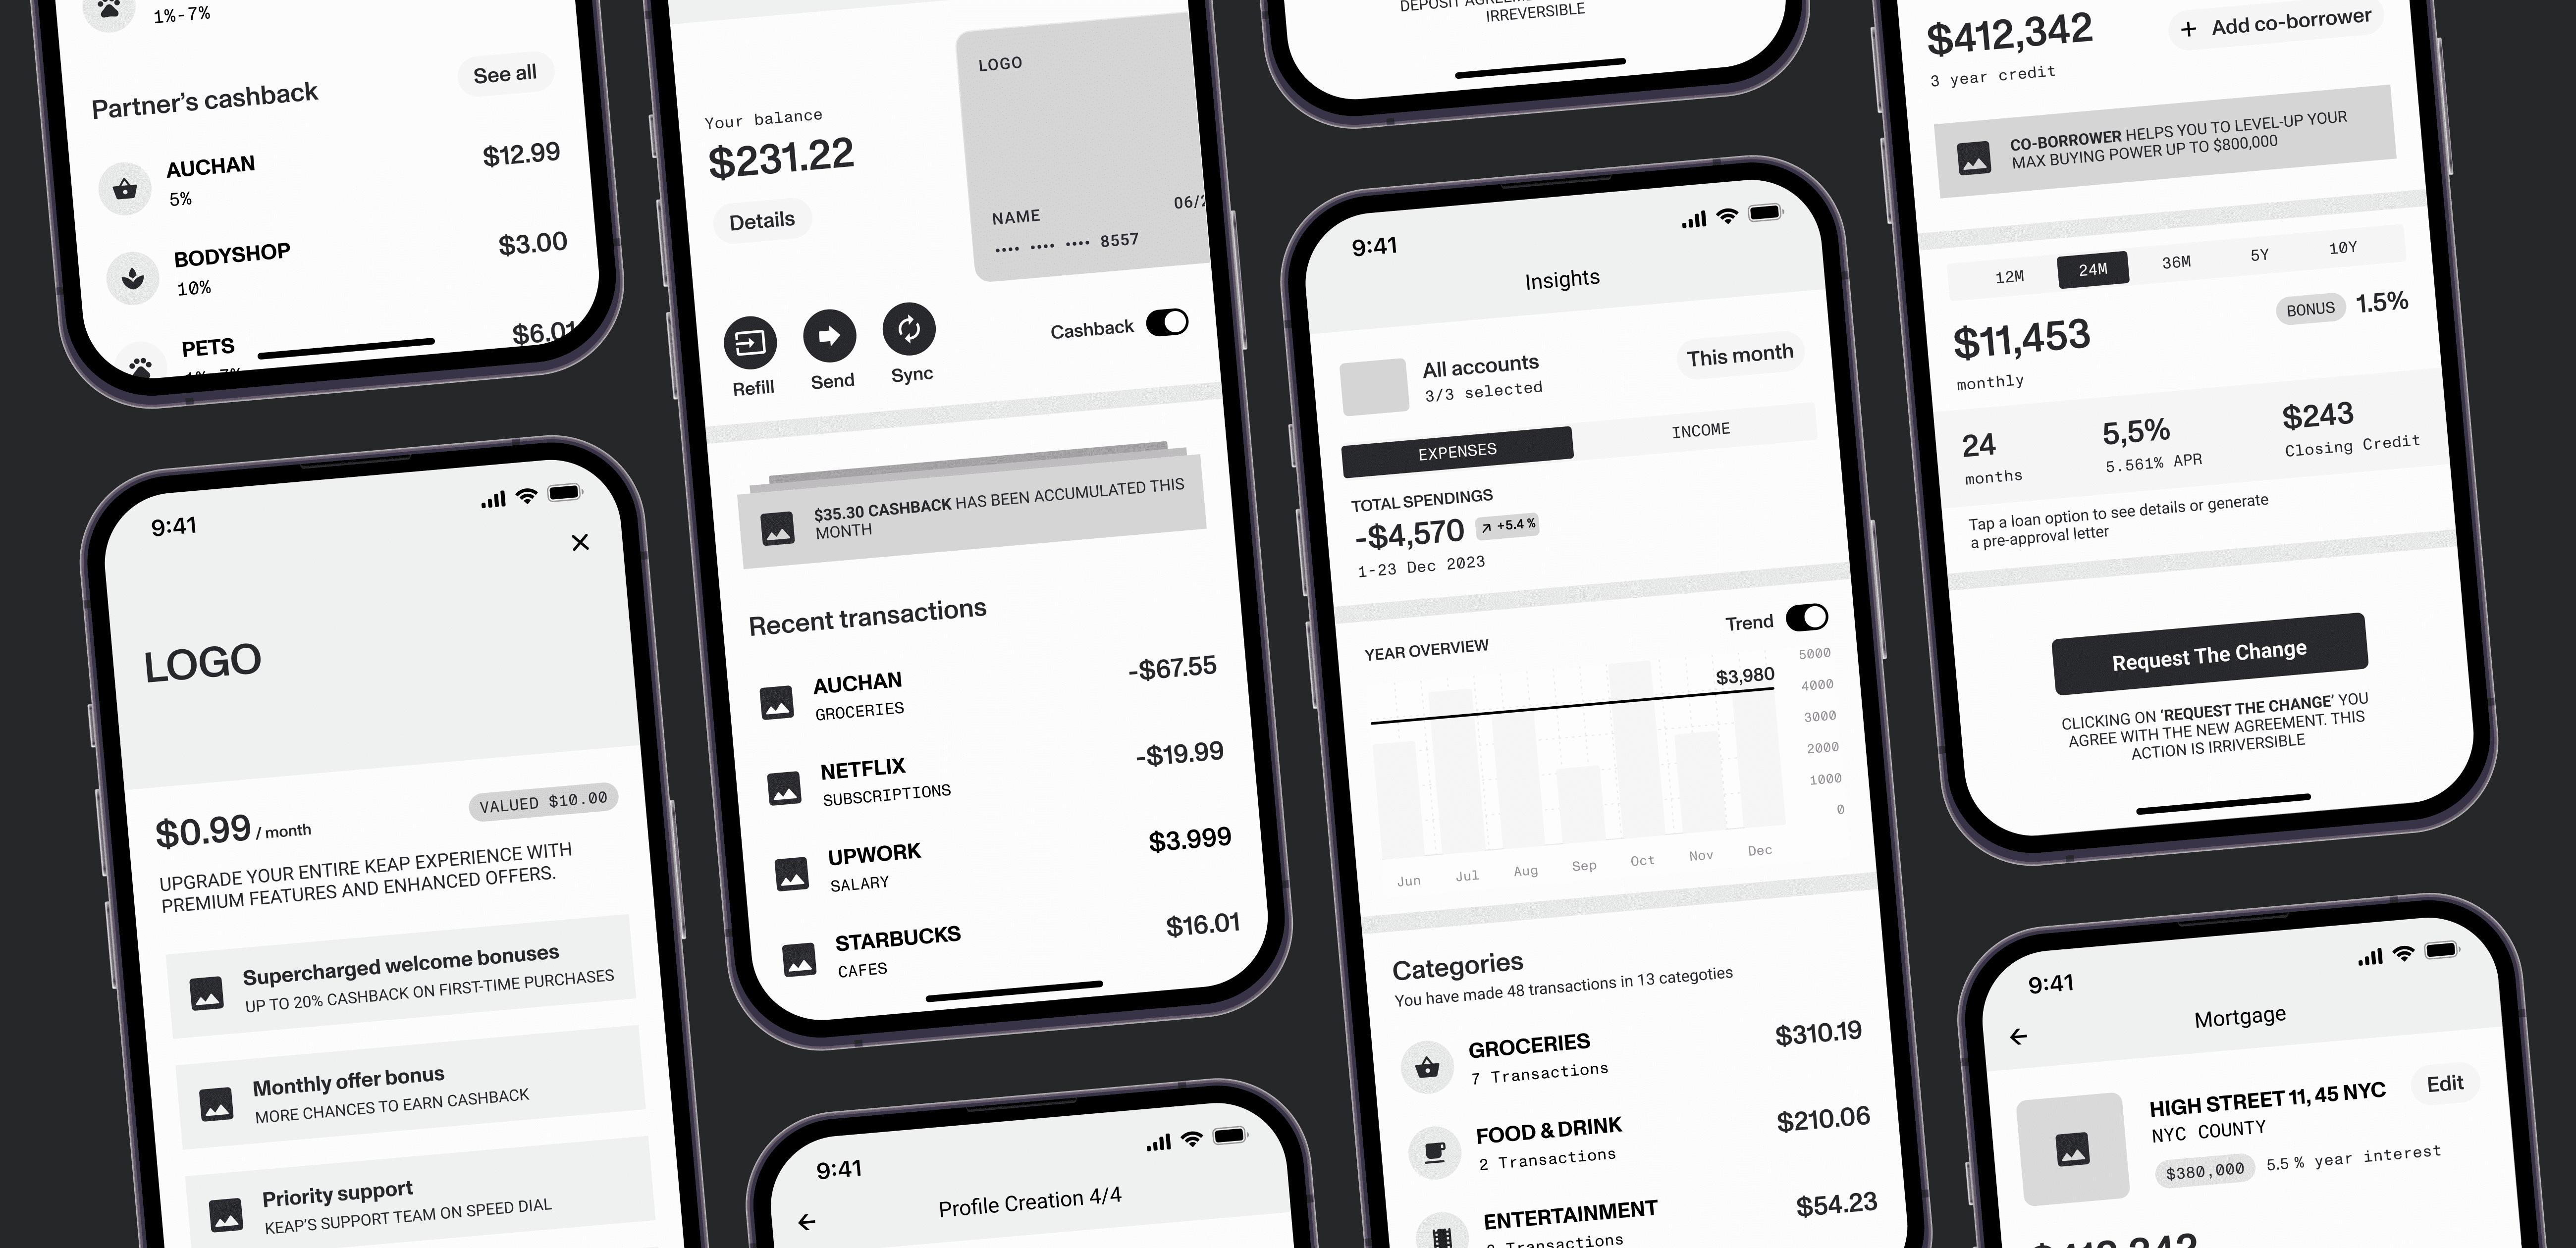 1%-7%
Partner's cashback
See all
AUCHAN
5%
$12.99
BODYSHOP
10%
$3.00
PETS
$6.01
9:41
LOGO
$0.99 / month
VALUED $10.00
UPGRADE YOUR ENTIRE KEAP EXPERIENCE WITH
PREMIUM FEATURES AND ENHANCED OFFERS.
Supercharged welcome bonuses
UP TO 20% CASHBACK ON FIRST-TIME PURCHASES
Monthly offer bonus
MORE CHANCES TO EARN CASHBACK
Priority support
KEAP'S SUPPORT TEAM ON SPEED DIAL
Your balance
$231.22
Details
LOGO
NAME
06/2
•••• •••• •••• 8557
Refill
Send
Sync
Cashback
$35.30 CASHBACK HAS BEEN ACCUMULATED THIS
MONTH
Recent transactions
AUCHAN
GROCERIES
-$67.55
NETFLIX
SUBSCRIPTIONS
-$19.99
UPWORK
SALARY
$3.999
STARBUCKS
CAFES
$16.01
9:41
Profile Creation 4/4
IRREVERSIBLE
9:41
Insights
All accounts
3/3 selected
This month
EXPENSES
INCOME
TOTAL SPENDINGS
-$4,570
+5.4 %
1-23 Dec 2023
YEAR OVERVIEW
Trend
$3,980
5000
4000
3000
2000
1000
0
Jun Jul Aug Sep Oct Nov Dec
Categories
You have made 48 transactions in 13 categoties
GROCERIES
7 Transactions
$310.19
FOOD & DRINK
2 Transactions
$210.06
ENTERTAINMENT
Transactions
$54.23
$412,342
3 year credit
+ Add co-borrower
CO-BORROWER HELPS YOU TO LEVEL-UP YOUR
MAX BUYING POWER UP TO $800,000
12M 24M 36M 5Y 10Y
$11,453
monthly
BONUS 1.5%
24
months
5,5%
5.561% APR
$243
Closing Credit
Tap a loan option to see details or generate
a pre-approval letter
Request The Change
CLICKING ON 'REQUEST THE CHANGE' YOU
AGREE WITH THE NEW AGREEMENT. THIS
ACTION IS IRRIVERSIBLE
9:41
Mortgage
HIGH STREET 11, 45 NYC
NYC COUNTY
Edit
$380,000
5.5 % year interest